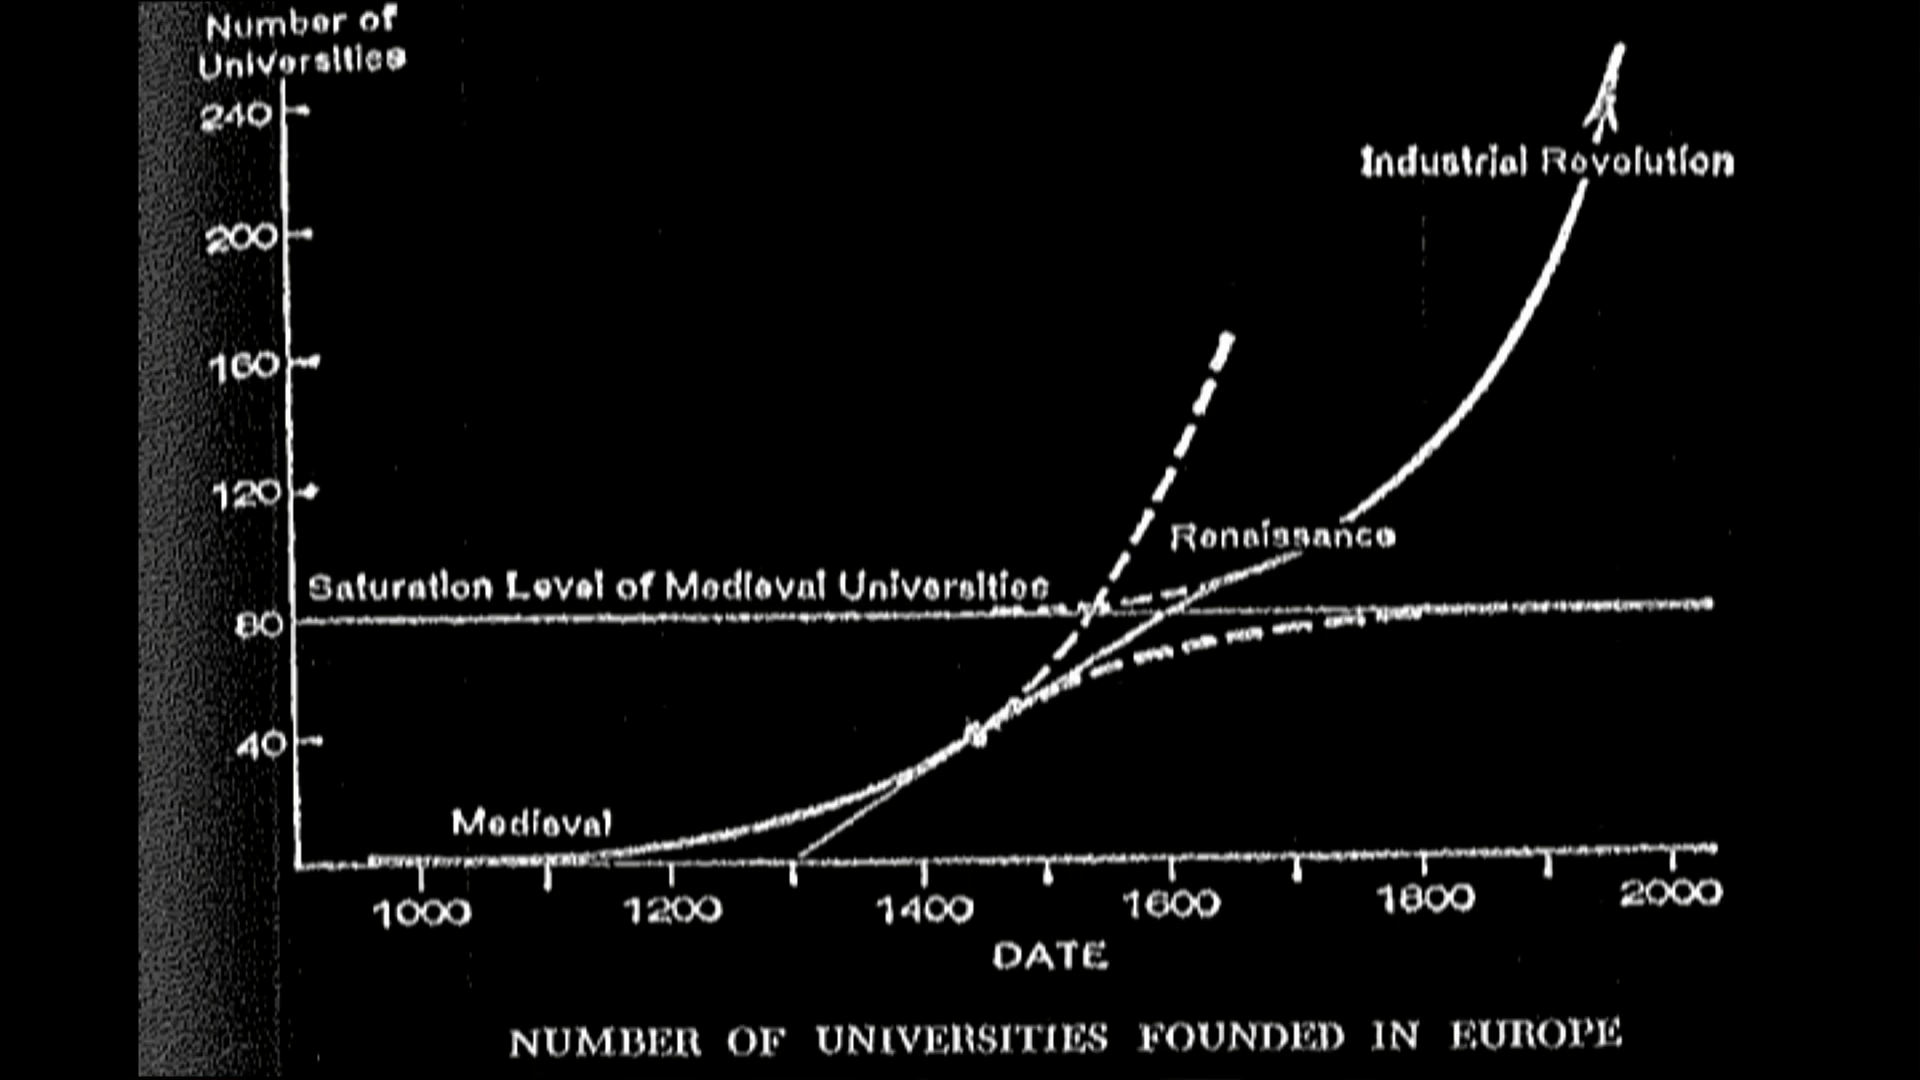 Number of
Universities
240
Industrial Revolution
200
160
120
Renaissance
Saturation Level of Medieval Universities
80
40
Medieval
1000 1200 1400 1600 1800 2000
DATE
NUMBER OF UNIVERSITIES FOUNDED IN EUROPE